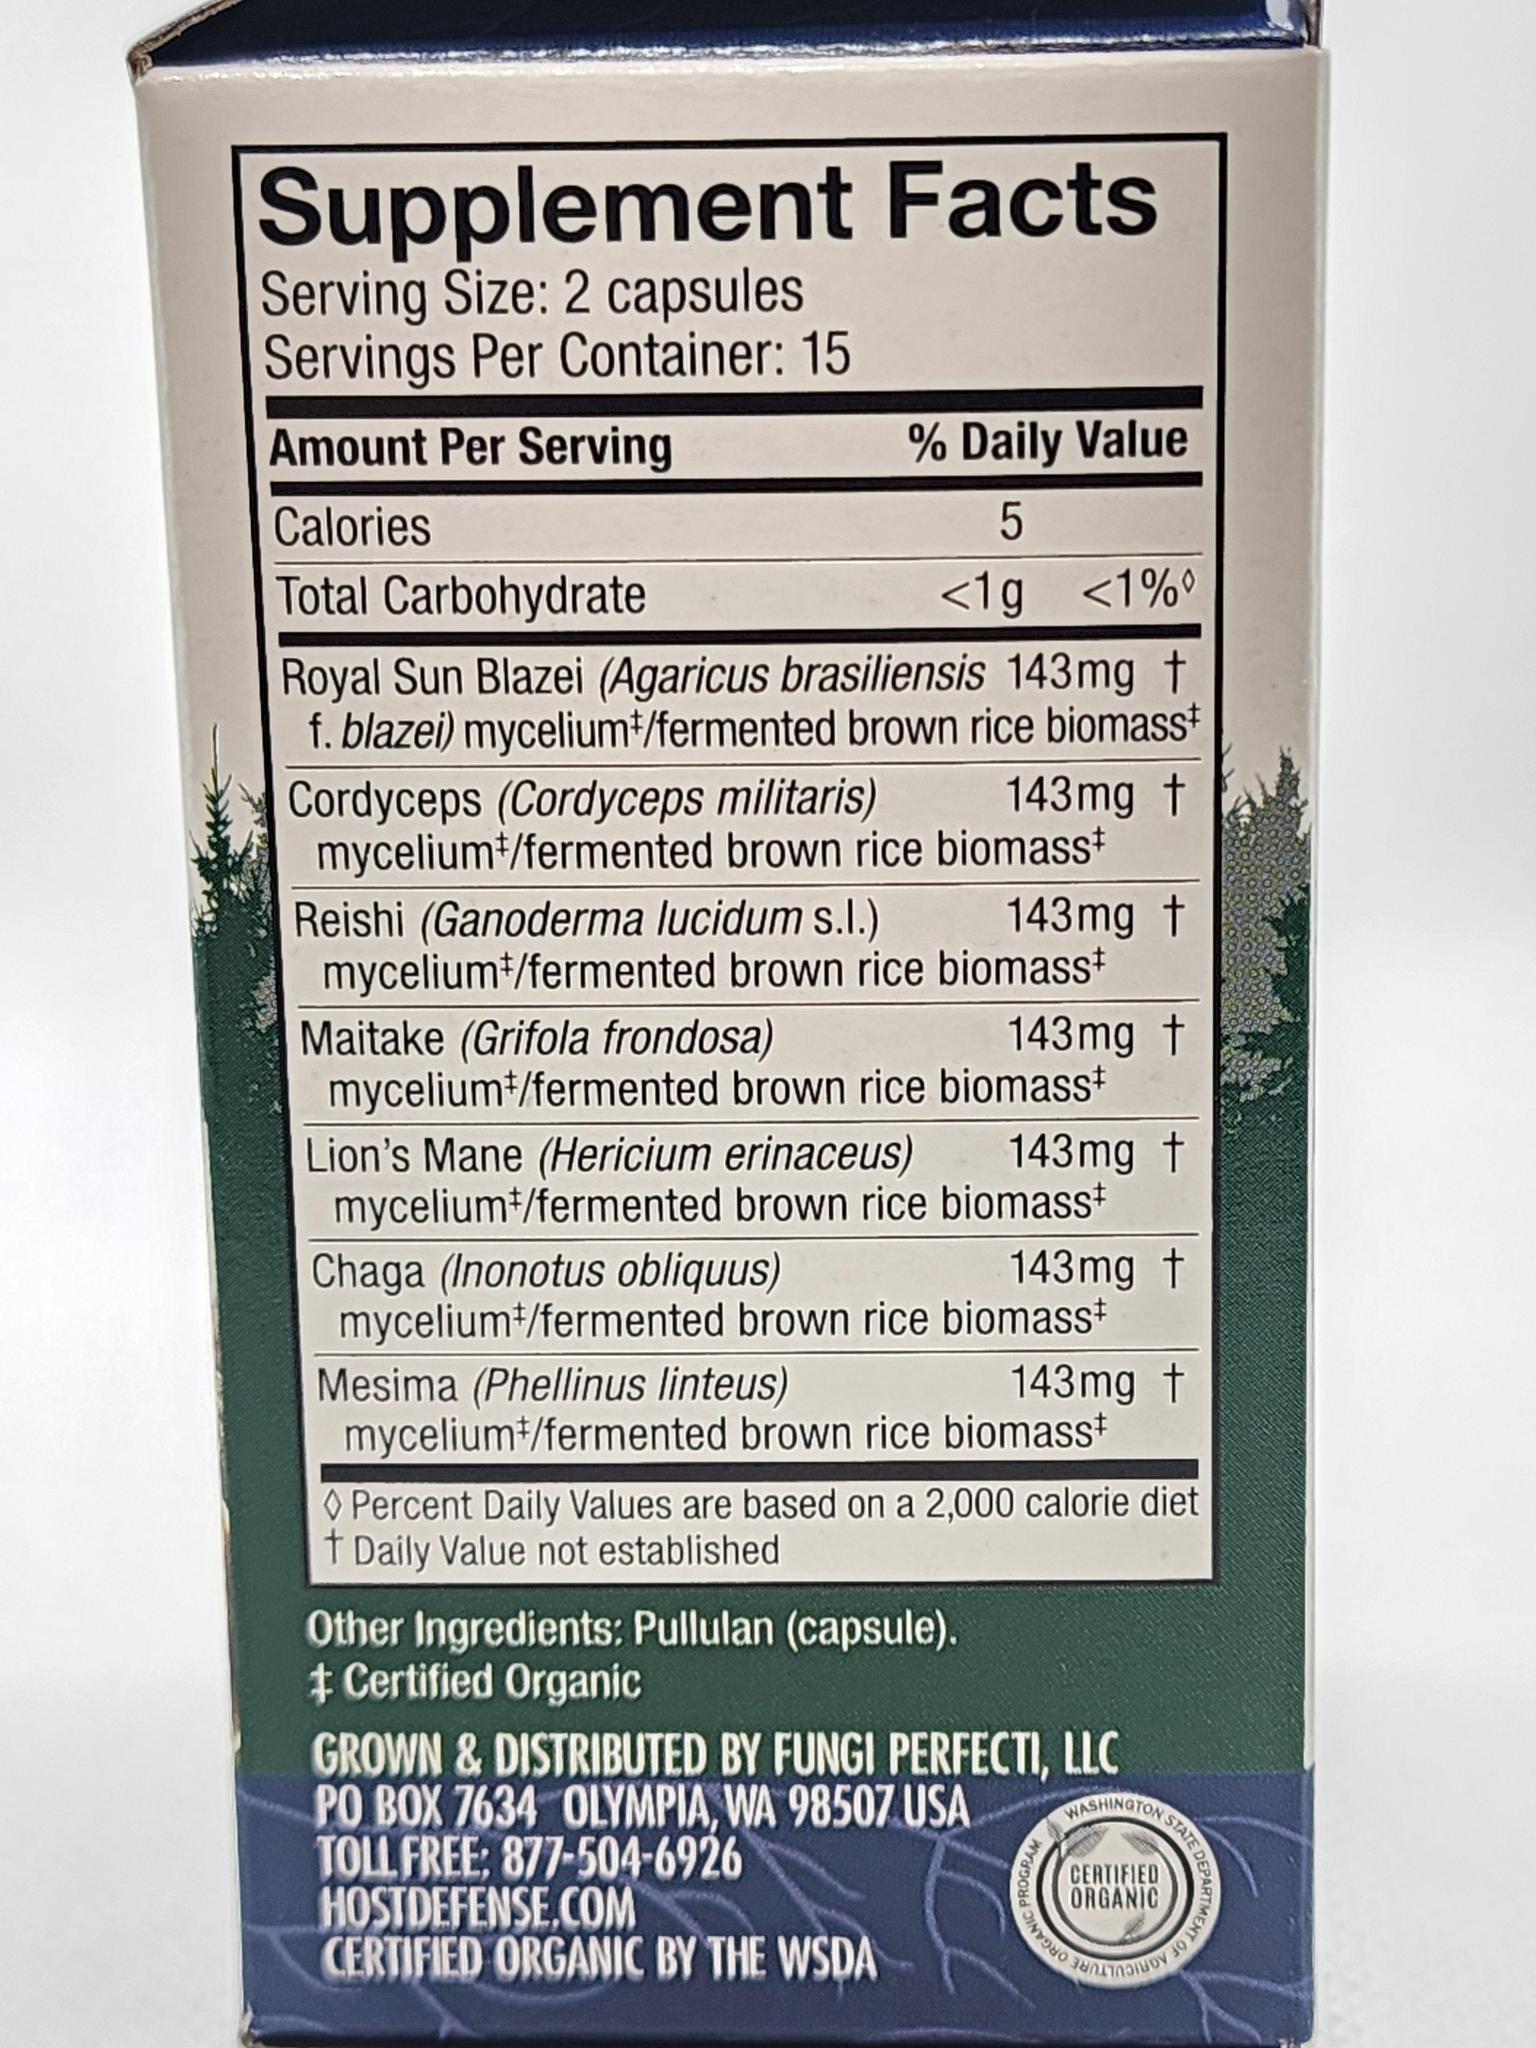 Supplement Facts
Serving Size: 2 capsules
Servings Per Container: 15
Amount Per Serving % Daily Value
Calories 5
Total Carbohydrate <1g <1%◊
Royal Sun Blazei (Agaricus brasiliensis 143mg †
f. blazei) mycelium‡/fermented brown rice biomass‡
Cordyceps (Cordyceps militaris) 143mg †
mycelium‡/fermented brown rice biomass‡
Reishi (Ganoderma lucidum s.l.) 143mg †
mycelium‡/fermented brown rice biomass‡
Maitake (Grifola frondosa) 143mg †
mycelium‡/fermented brown rice biomass‡
Lion's Mane (Hericium erinaceus) 143mg †
mycelium‡/fermented brown rice biomass‡
Chaga (Inonotus obliquus) 143mg †
mycelium‡/fermented brown rice biomass‡
Mesima (Phellinus linteus) 143mg †
mycelium‡/fermented brown rice biomass‡
◊ Percent Daily Values are based on a 2,000 calorie diet
† Daily Value not established
Other Ingredients: Pullulan (capsule).
‡ Certified Organic
GROWN & DISTRIBUTED BY FUNGI PERFECTI, LLC
PO BOX 7634 OLYMPIA, WA 98507 USA
TOLL FREE: 877-504-6926
HOSTDEFENSE.COM
CERTIFIED ORGANIC BY THE WSDA
WASHINGTON STATE DEPARTMENT OF AGRICULTURE ORGANIC PROGRAM
CERTIFIED
ORGANIC